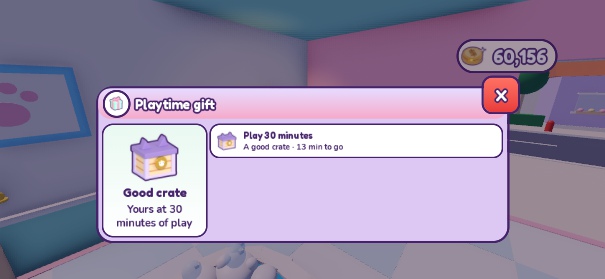 60,156
Playtime gift
Good crate
Yours at 30
minutes of play
Play 30 minutes
A good crate · 13 min to go